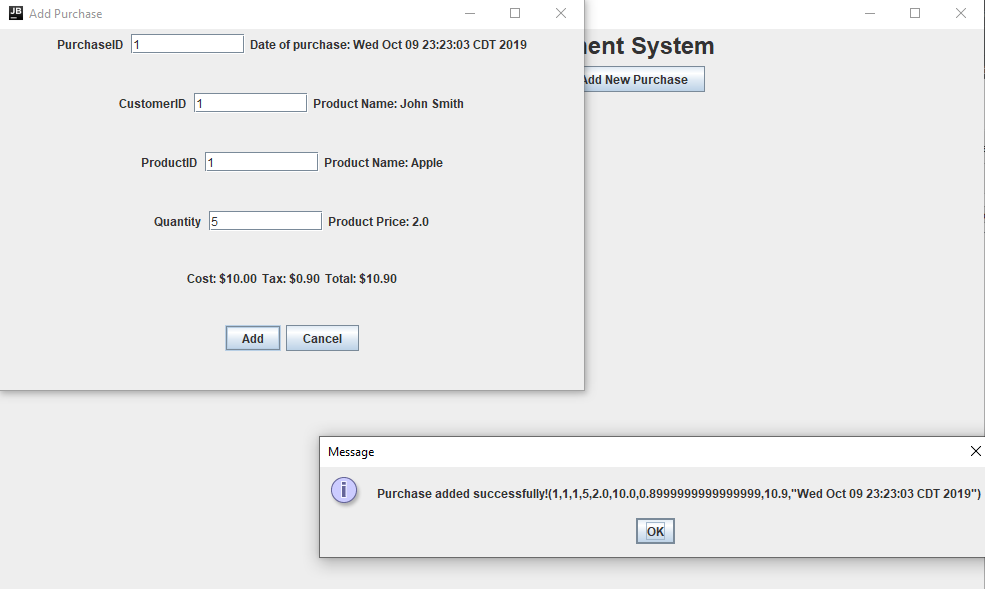 JB Add Purchase
PurchaseID 1 Date of purchase: Wed Oct 09 23:23:03 CDT 2019
ent System
Add New Purchase
CustomerID 1 Product Name: John Smith
ProductID 1 Product Name: Apple
Quantity 5 Product Price: 2.0
Cost: $10.00 Tax: $0.90 Total: $10.90
Add Cancel
Message
i Purchase added successfully!(1,1,1,5,2.0,10.0,0.8999999999999999,10.9,"Wed Oct 09 23:23:03 CDT 2019")
OK